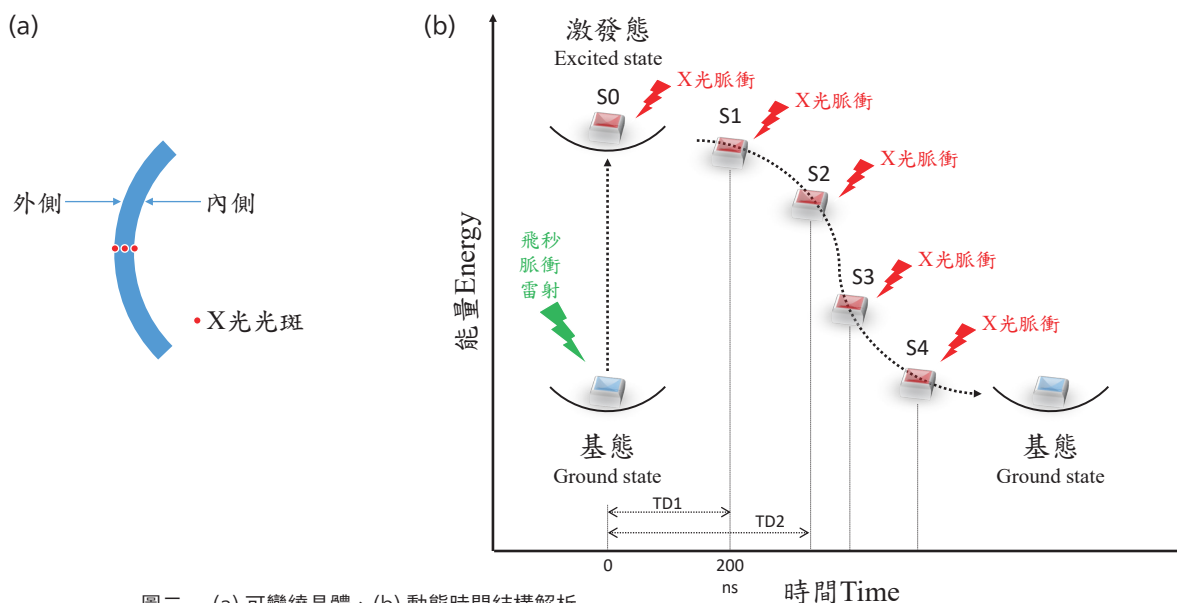 (a)
外側
內側
X光光斑
(b)
激發態
Excited state
S0
X光脈衝
S1
X光脈衝
S2
X光脈衝
S3
X光脈衝
S4
X光脈衝
飛秒
脈衝
雷射
能量Energy
基態
Ground state
基態
Ground state
TD1
TD2
0
200
ns
時間Time